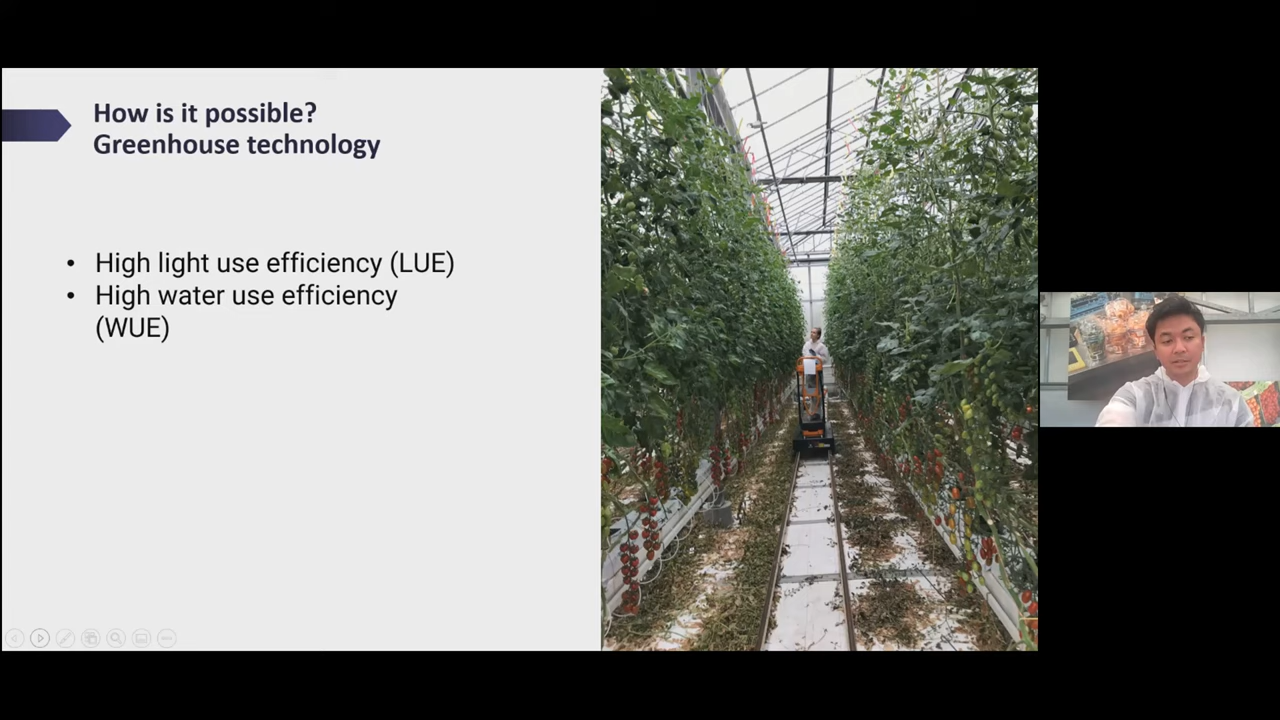 How is it possible?
Greenhouse technology
• High light use efficiency (LUE)
• High water use efficiency
(WUE)